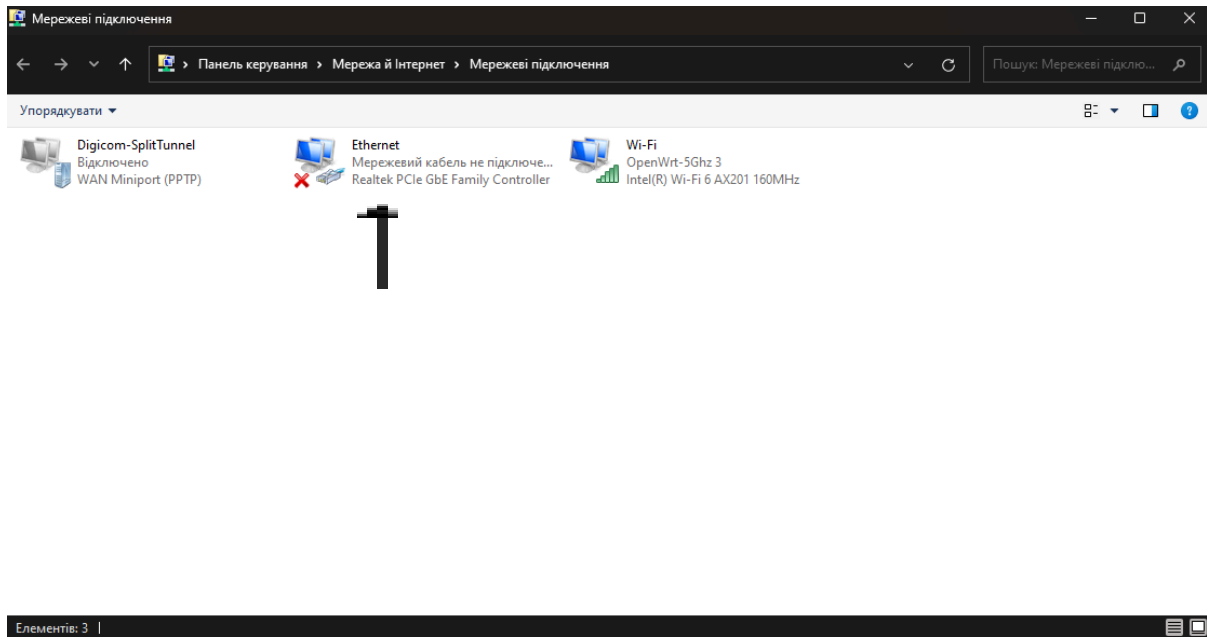 Мережеві підключення
Панель керування › Мережа й Інтернет › Мережеві підключення
Пошук: Мережеві підклю...
Упорядкувати
Digicom-SplitTunnel
Відключено
WAN Miniport (PPTP)
Ethernet
Мережевий кабель не підключе...
Realtek PCIe GbE Family Controller
Wi-Fi
OpenWrt-5Ghz 3
Intel(R) Wi-Fi 6 AX201 160MHz
Елементів: 3